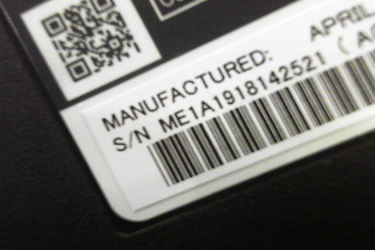 MANUFACTURED: APRIL
S/N ME1A1918142521 (A